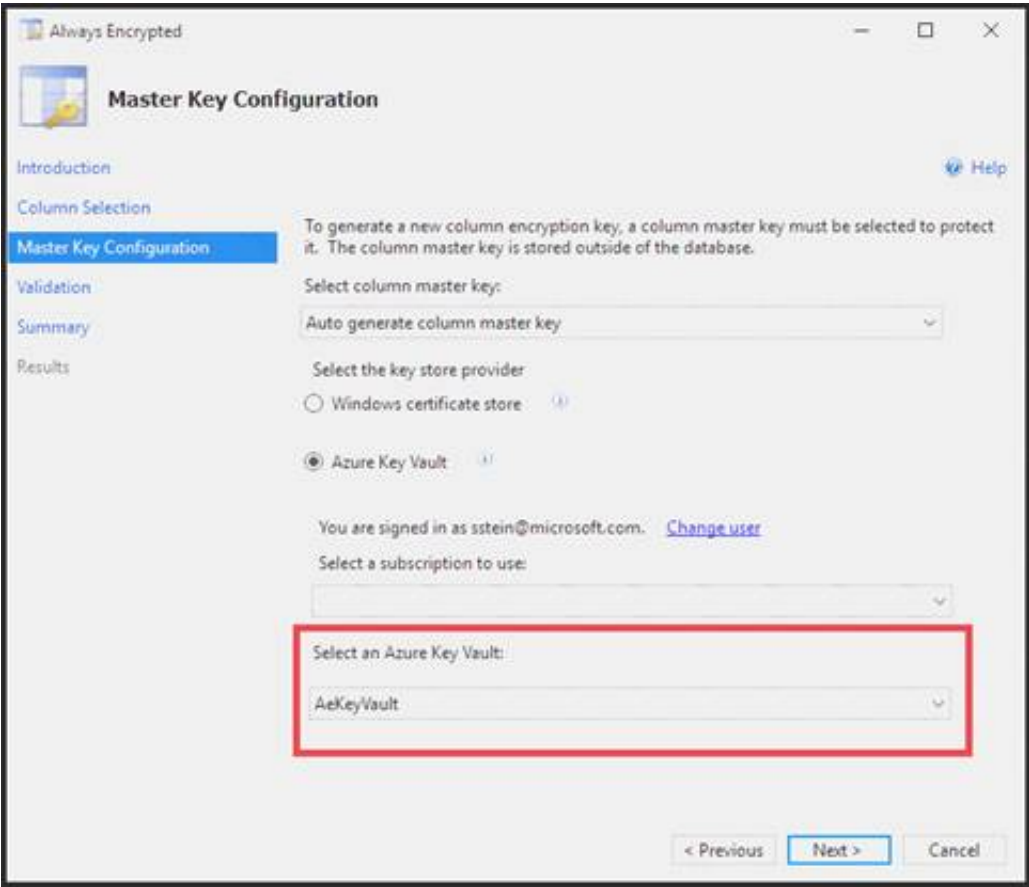 Always Encrypted
Master Key Configuration
Introduction
Help
Column Selection
Master Key Configuration
Validation
Summary
Results
To generate a new column encryption key, a column master key must be selected to protect
it. The column master key is stored outside of the database.
Select column master key:
Auto generate column master key
Select the key store provider
Windows certificate store
Azure Key Vault
You are signed in as sstein@microsoft.com. Change user
Select a subscription to use:
Select an Azure Key Vault:
AeKeyVault
< Previous
Next >
Cancel